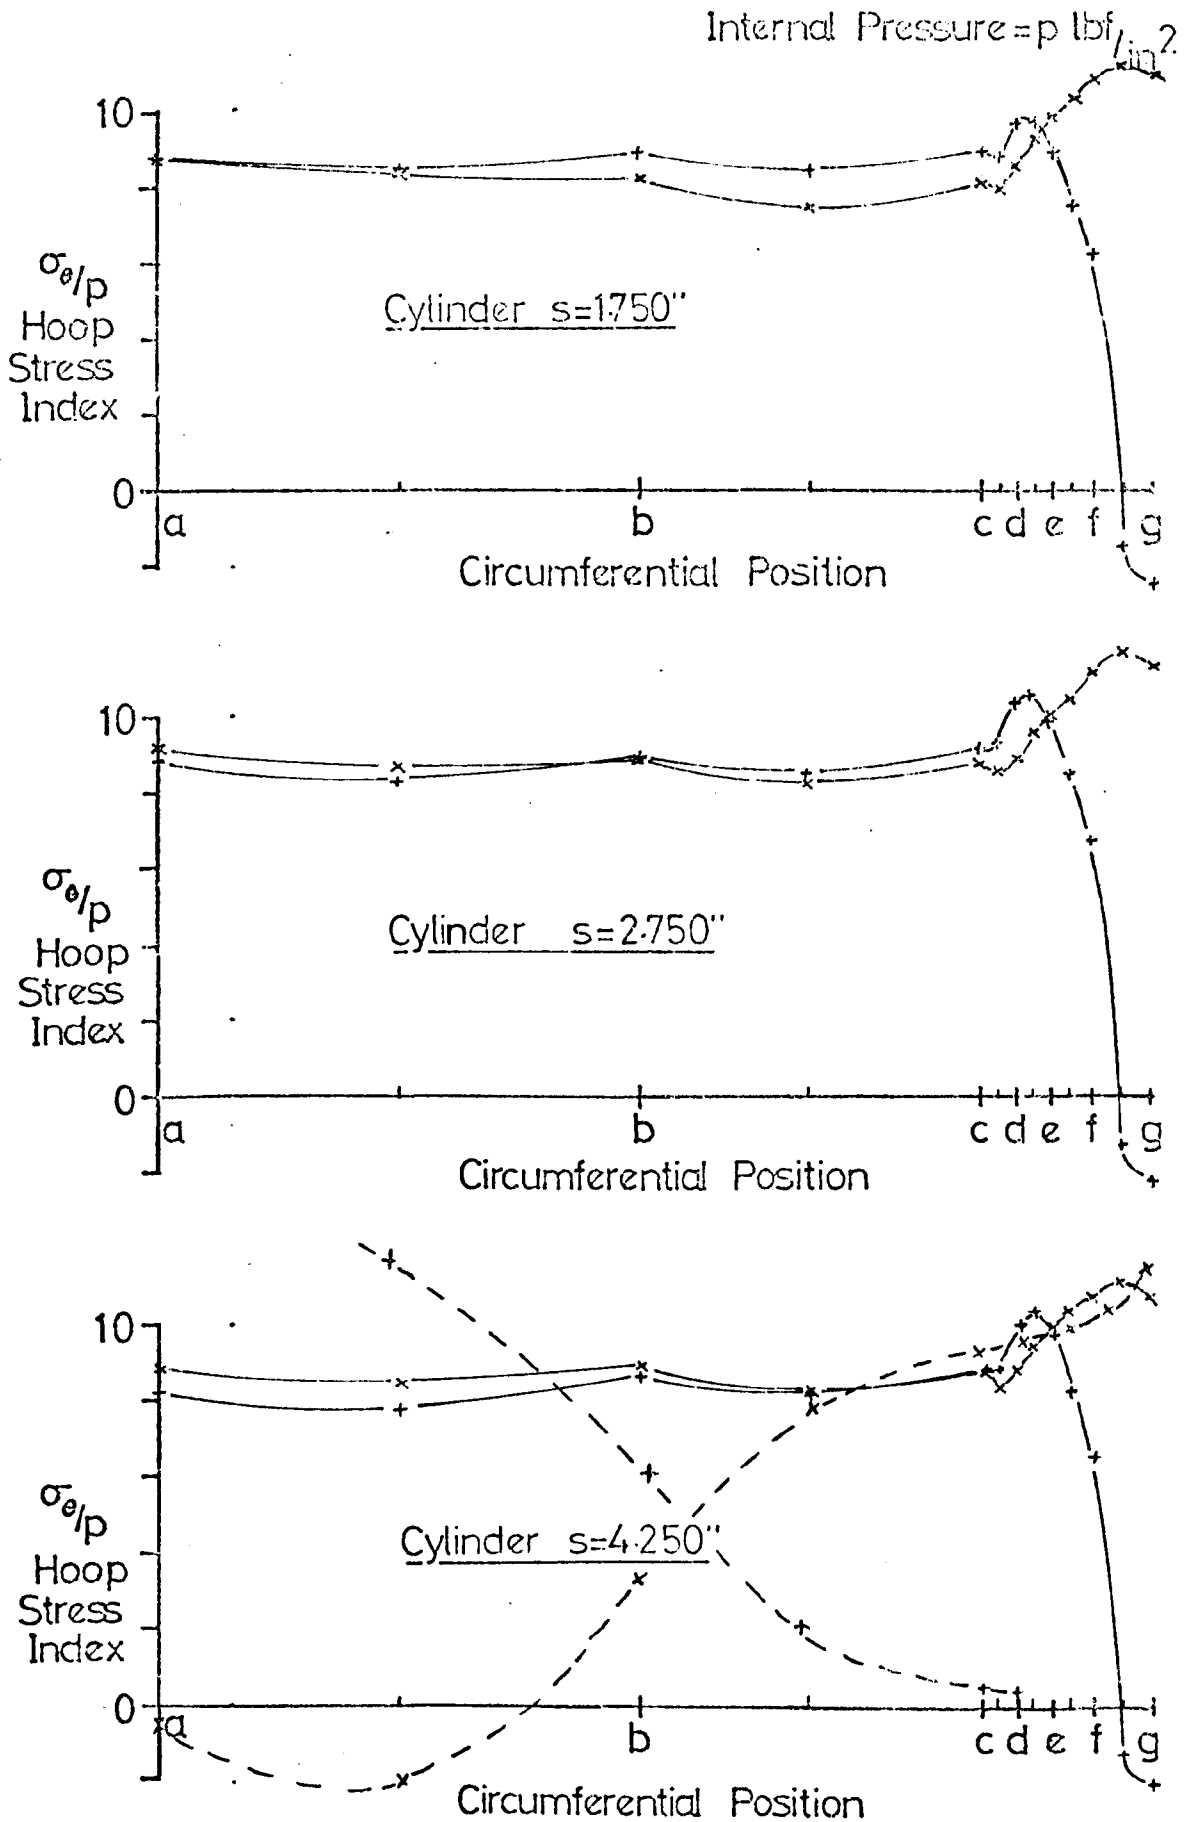 Internal Pressure = p lbf/in²
10
σθ/p
Hoop
Stress
Index
Cylinder s=1·750"
0
a b c d e f g
Circumferential Position
10
σθ/p
Hoop
Stress
Index
Cylinder s=2·750"
0
a b c d e f g
Circumferential Position
10
σθ/p
Hoop
Stress
Index
Cylinder s=4·250"
0
a b c d e f g
Circumferential Position